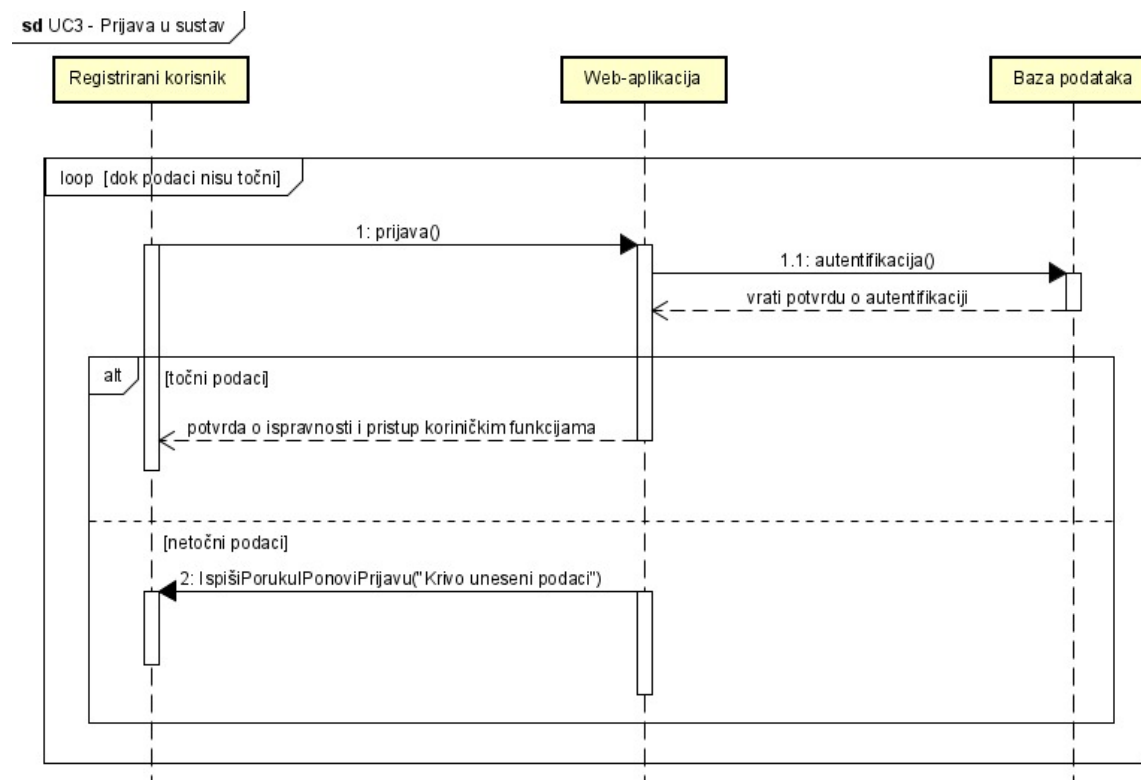 sd UC3 - Prijava u sustav
Registrirani korisnik
Web-aplikacija
Baza podataka
loop [dok podaci nisu točni]
1: prijava()
1.1: autentifikacija()
vrati potvrdu o autentifikaciji
alt
[točni podaci]
potvrda o ispravnosti i pristup koriničkim funkcijama
[netočni podaci]
2: IspišiPorukuIPonoviPrijavu("Krivo uneseni podaci")